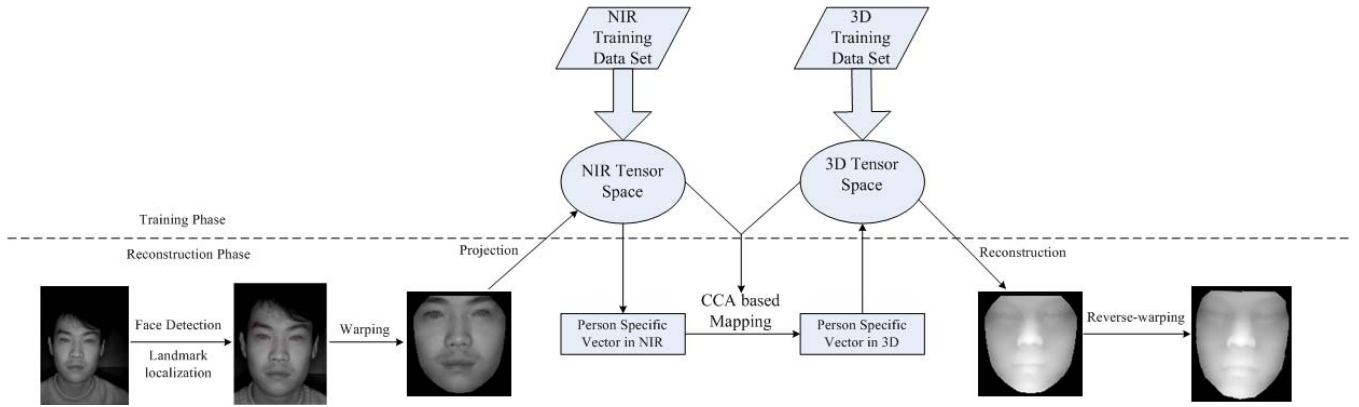 NIR
Training
Data Set
3D
Training
Data Set
NIR Tensor
Space
3D Tensor
Space
Training Phase
Reconstruction Phase
Projection
Reconstruction
Face Detection
Landmark
localization
Warping
Person Specific
Vector in NIR
CCA based
Mapping
Person Specific
Vector in 3D
Reverse-warping